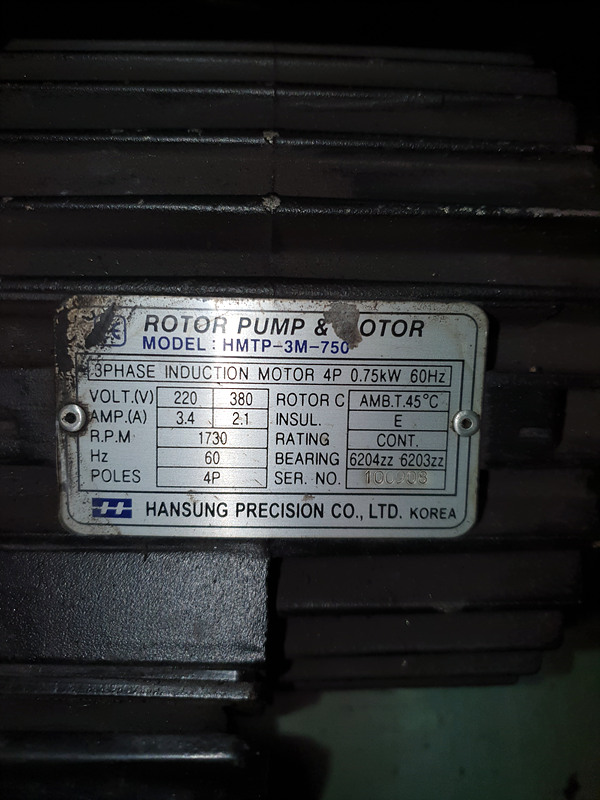 ROTOR PUMP & MOTOR
MODEL : HMTP-3M-750
3PHASE INDUCTION MOTOR 4P 0.75kW 60Hz
VOLT.(V) 220 380 ROTOR C AMB.T.45°C
AMP.(A) 3.4 2.1 INSUL. E
R.P.M 1730 RATING CONT.
Hz 60 BEARING 6204zz 6203zz
POLES 4P SER. NO.
HANSUNG PRECISION CO., LTD. KOREA